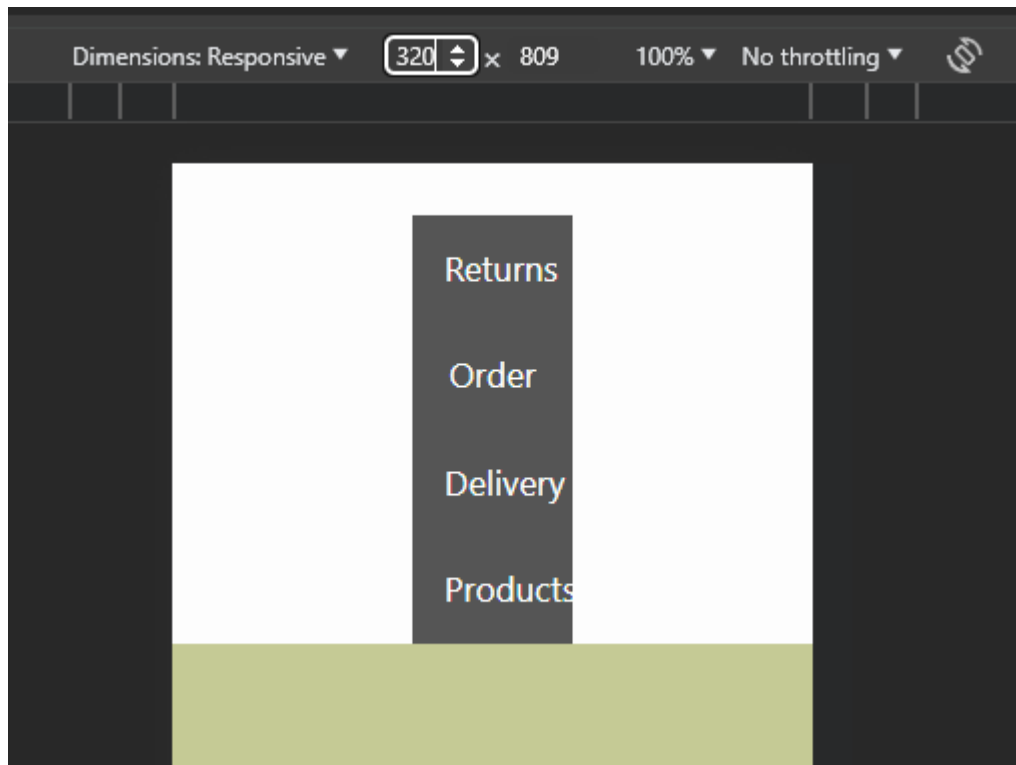 Dimensions: Responsive ▼ 320 × 809 100% ▼ No throttling ▼
Returns
Order
Delivery
Products